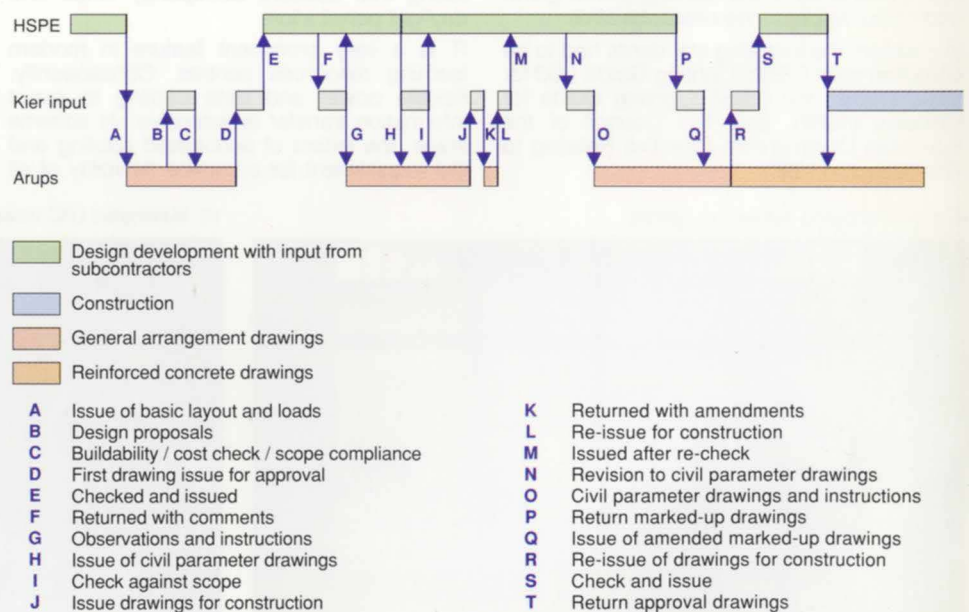 HSPE
E F M N P S T
Kier input
A B C D G H I J K L O Q R
Arups
Design development with input from
subcontractors
Construction
General arrangement drawings
Reinforced concrete drawings
A Issue of basic layout and loads
B Design proposals
C Buildability / cost check / scope compliance
D First drawing issue for approval
E Checked and issued
F Returned with comments
G Observations and instructions
H Issue of civil parameter drawings
I Check against scope
J Issue drawings for construction
K Returned with amendments
L Re-issue for construction
M Issued after re-check
N Revision to civil parameter drawings
O Civil parameter drawings and instructions
P Return marked-up drawings
Q Issue of amended marked-up drawings
R Re-issue of drawings for construction
S Check and issue
T Return approval drawings